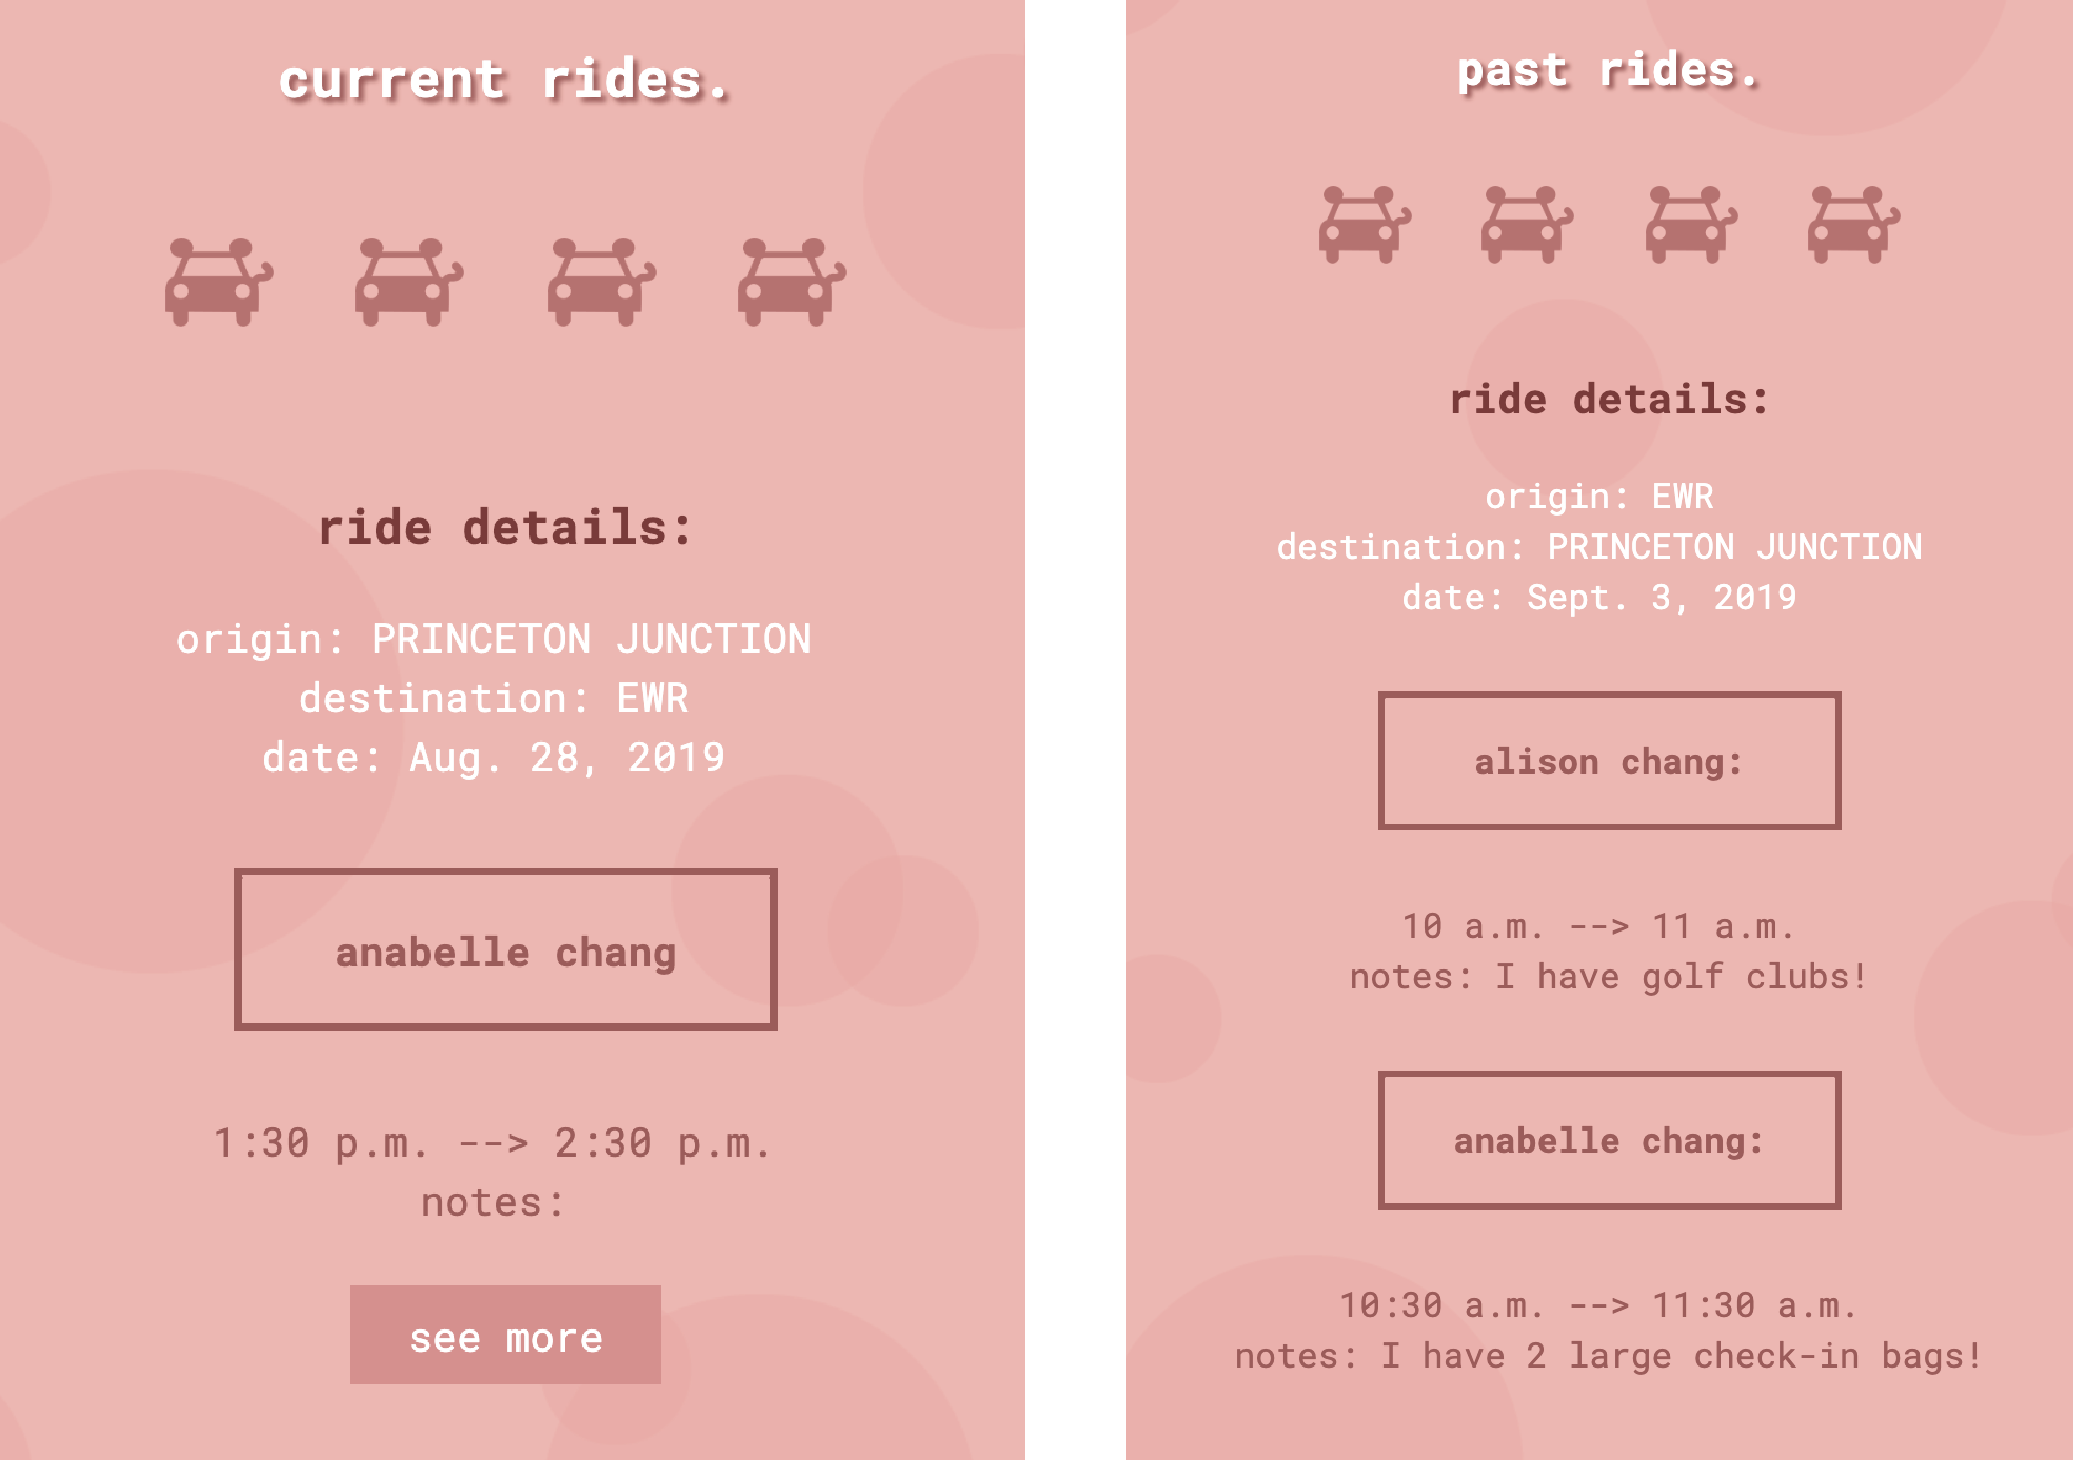 current rides.
ride details:
origin: PRINCETON JUNCTION
destination: EWR
date: Aug. 28, 2019
anabelle chang
1:30 p.m. --> 2:30 p.m.
notes:
see more
past rides.
ride details:
origin: EWR
destination: PRINCETON JUNCTION
date: Sept. 3, 2019
alison chang:
10 a.m. --> 11 a.m.
notes: I have golf clubs!
anabelle chang:
10:30 a.m. --> 11:30 a.m.
notes: I have 2 large check-in bags!